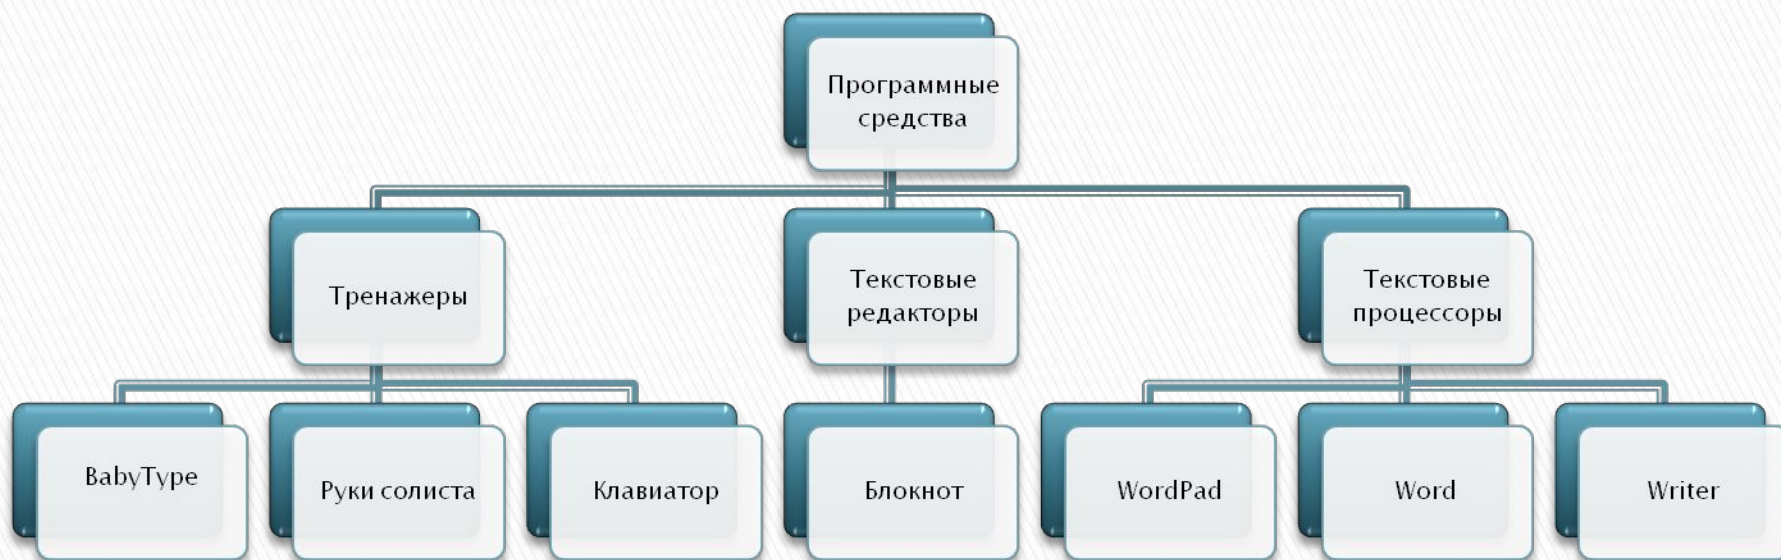 Программные
средства
Тренажеры
Текстовые
редакторы
Текстовые
процессоры
BabyType
Руки солиста
Клавиатор
Блокнот
WordPad
Word
Writer